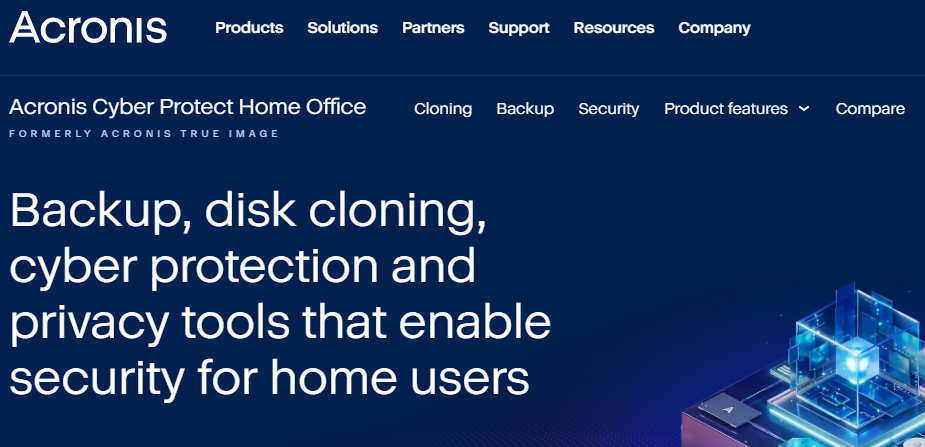 Acronis
Products Solutions Partners Support Resources Company
Acronis Cyber Protect Home Office
Cloning Backup Security Product features Compare
FORMERLY ACRONIS TRUE IMAGE
Backup, disk cloning,
cyber protection and
privacy tools that enable
security for home users
A